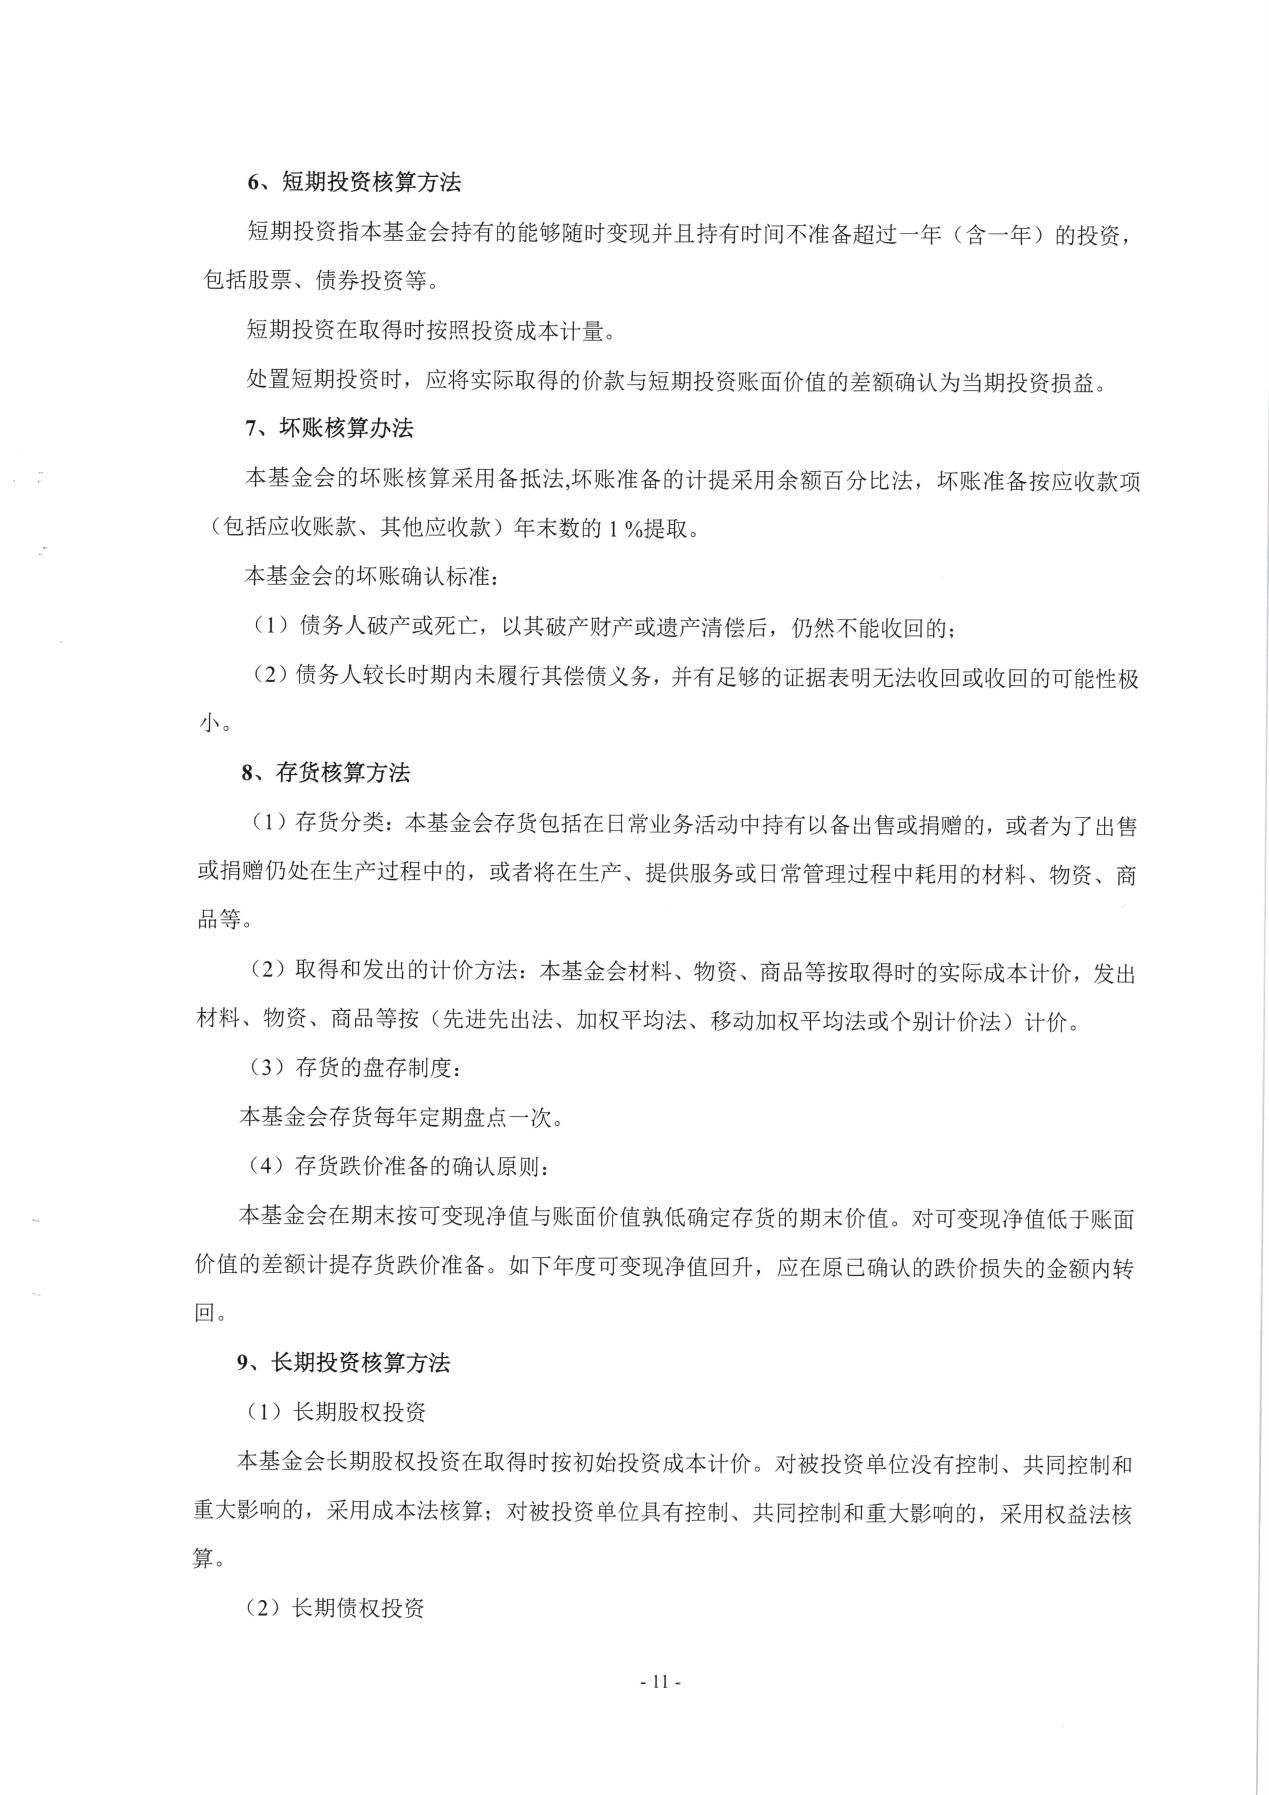 6、短期投资核算方法
短期投资指本基金会持有的能够随时变现并且持有时间不准备超过一年（含一年）的投资，
包括股票、债券投资等。
短期投资在取得时按照投资成本计量。
处置短期投资时，应将实际取得的价款与短期投资账面价值的差额确认为当期投资损益。
7、坏账核算办法
本基金会的坏账核算采用备抵法,坏账准备的计提采用余额百分比法，坏账准备按应收款项
（包括应收账款、其他应收款）年末数的 1 %提取。
本基金会的坏账确认标准：
（1）债务人破产或死亡，以其破产财产或遗产清偿后，仍然不能收回的；
（2）债务人较长时期内未履行其偿债义务，并有足够的证据表明无法收回或收回的可能性极
小。
8、存货核算方法
（1）存货分类：本基金会存货包括在日常业务活动中持有以备出售或捐赠的，或者为了出售
或捐赠仍处在生产过程中的，或者将在生产、提供服务或日常管理过程中耗用的材料、物资、商
品等。
（2）取得和发出的计价方法：本基金会材料、物资、商品等按取得时的实际成本计价，发出
材料、物资、商品等按（先进先出法、加权平均法、移动加权平均法或个别计价法）计价。
（3）存货的盘存制度：
本基金会存货每年定期盘点一次。
（4）存货跌价准备的确认原则：
本基金会在期末按可变现净值与账面价值孰低确定存货的期末价值。对可变现净值低于账面
价值的差额计提存货跌价准备。如下年度可变现净值回升，应在原已确认的跌价损失的金额内转
回。
9、长期投资核算方法
（1）长期股权投资
本基金会长期股权投资在取得时按初始投资成本计价。对被投资单位没有控制、共同控制和
重大影响的，采用成本法核算；对被投资单位具有控制、共同控制和重大影响的，采用权益法核
算。
（2）长期债权投资
- 11 -